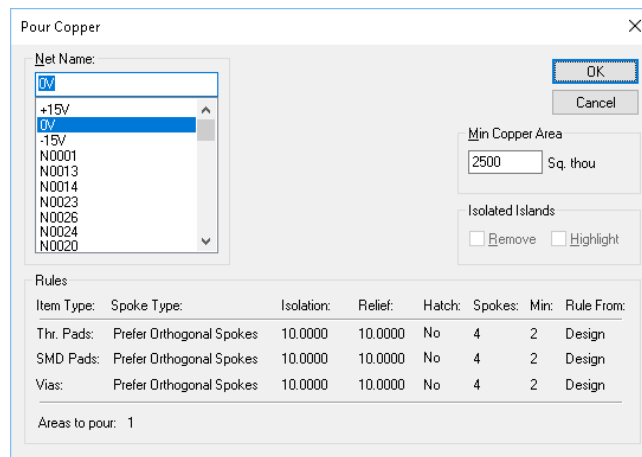 Pour Copper
Net Name:
0V
+15V
0V
-15V
N0001
N0013
N0014
N0023
N0026
N0024
N0020
OK
Cancel
Min Copper Area
2500 Sq. thou
Isolated Islands
Remove Highlight
Rules
Item Type: Spoke Type: Isolation: Relief: Hatch: Spokes: Min: Rule From:
Thr. Pads: Prefer Orthogonal Spokes 10.0000 10.0000 No 4 2 Design
SMD Pads: Prefer Orthogonal Spokes 10.0000 10.0000 No 4 2 Design
Vias: Prefer Orthogonal Spokes 10.0000 10.0000 No 4 2 Design
Areas to pour: 1